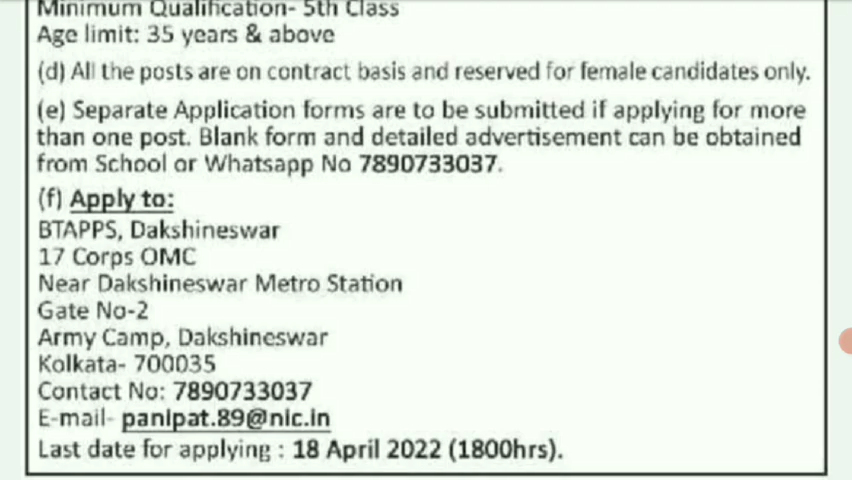 Minimum Qualification- 5th Class
Age limit: 35 years & above
(d) All the posts are on contract basis and reserved for female candidates only.
(e) Separate Application forms are to be submitted if applying for more
than one post. Blank form and detailed advertisement can be obtained
from School or Whatsapp No 7890733037.
(f) Apply to:
BTAPPS, Dakshineswar
17 Corps OMC
Near Dakshineswar Metro Station
Gate No-2
Army Camp, Dakshineswar
Kolkata- 700035
Contact No: 7890733037
E-mail- panipat.89@nic.in
Last date for applying : 18 April 2022 (1800hrs).